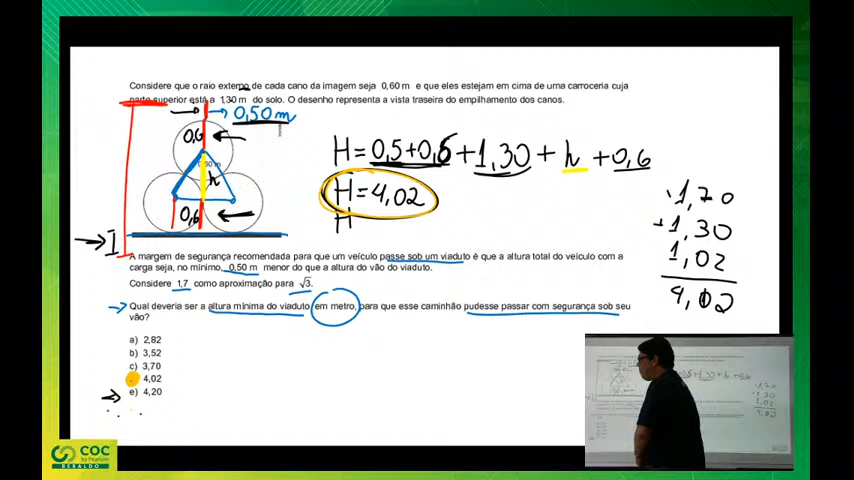 Considere que o raio externo de cada cano da imagem seja 0,60 m e que eles estejam em cima de uma carroceria cuja
parte superior está a 1,30 m do solo. O desenho representa a vista traseira do empilhamento dos canos.
0,50 m
0,6
h
0,6
I
H = 0,5 + 0,6 + 1,30 + h + 0,6
H = 4,02
H
1,70
+ 1,30
1,02
4,02
A margem de segurança recomendada para que um veículo passe sob um viaduto é que a altura total do veículo com a
carga seja, no mínimo, 0,50 m menor do que a altura do vão do viaduto.
Considere 1,7 como aproximação para √3.
Qual deveria ser a altura mínima do viaduto, em metro, para que esse caminhão pudesse passar com segurança sob seu
vão?
a) 2,82
b) 3,52
c) 3,70
4,02
e) 4,20
COC
by Pearson
BERALDO